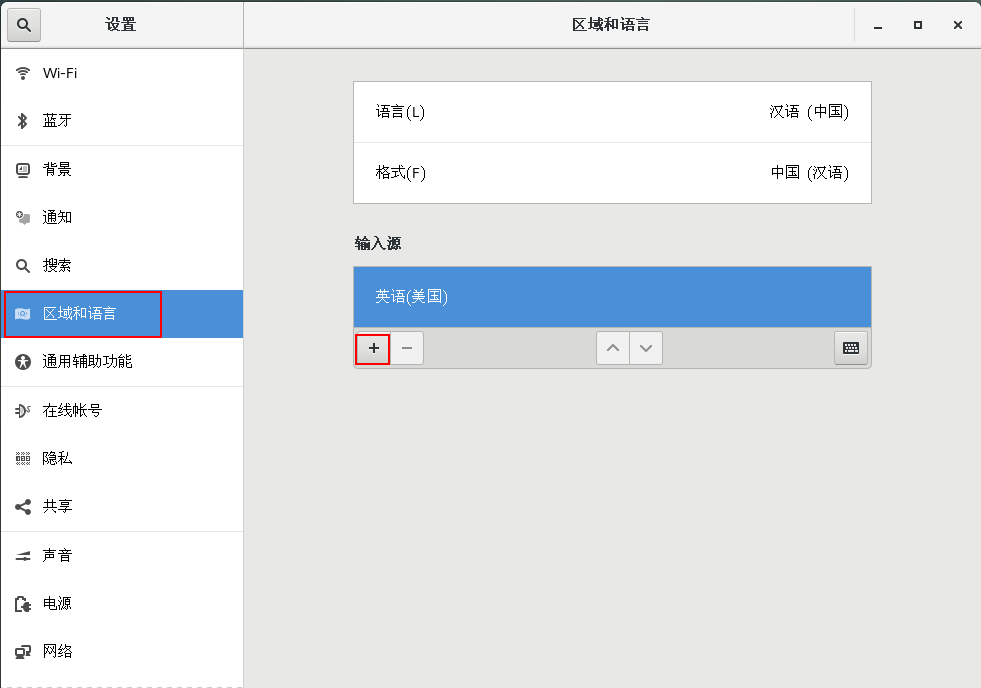 设置
区域和语言
Wi-Fi
蓝牙
背景
通知
搜索
区域和语言
通用辅助功能
在线帐号
隐私
共享
声音
电源
网络
语言(L) 汉语 (中国)
格式(F) 中国 (汉语)
输入源
英语(美国)